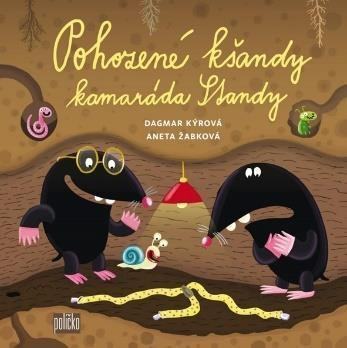 Pohozené kšandy
kamaráda Standy
DAGMAR KÝROVÁ
ANETA ŽABKOVÁ
políčko